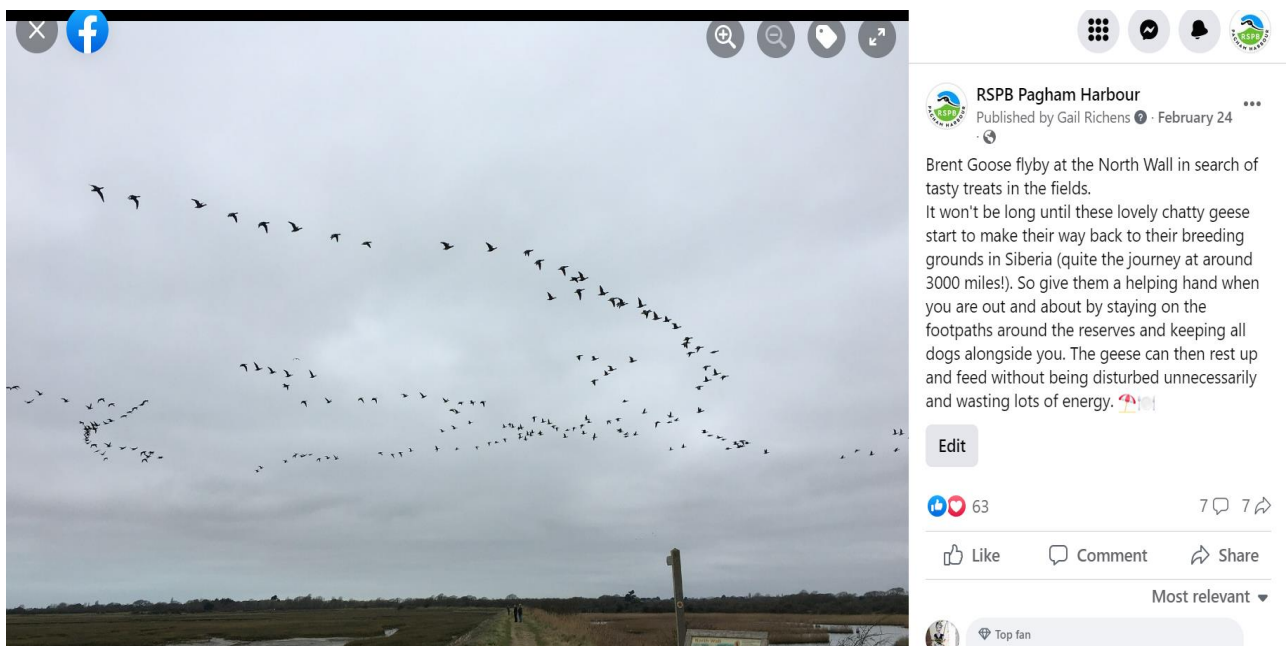 RSPB
RSPB Pagham Harbour
Published by Gail Richens · February 24
·
Brent Goose flyby at the North Wall in search of
tasty treats in the fields.
It won't be long until these lovely chatty geese
start to make their way back to their breeding
grounds in Siberia (quite the journey at around
3000 miles!). So give them a helping hand when
you are out and about by staying on the
footpaths around the reserves and keeping all
dogs alongside you. The geese can then rest up
and feed without being disturbed unnecessarily
and wasting lots of energy. ⛱️🍽️
Edit
63 7 7
Like Comment Share
Most relevant
Top fan